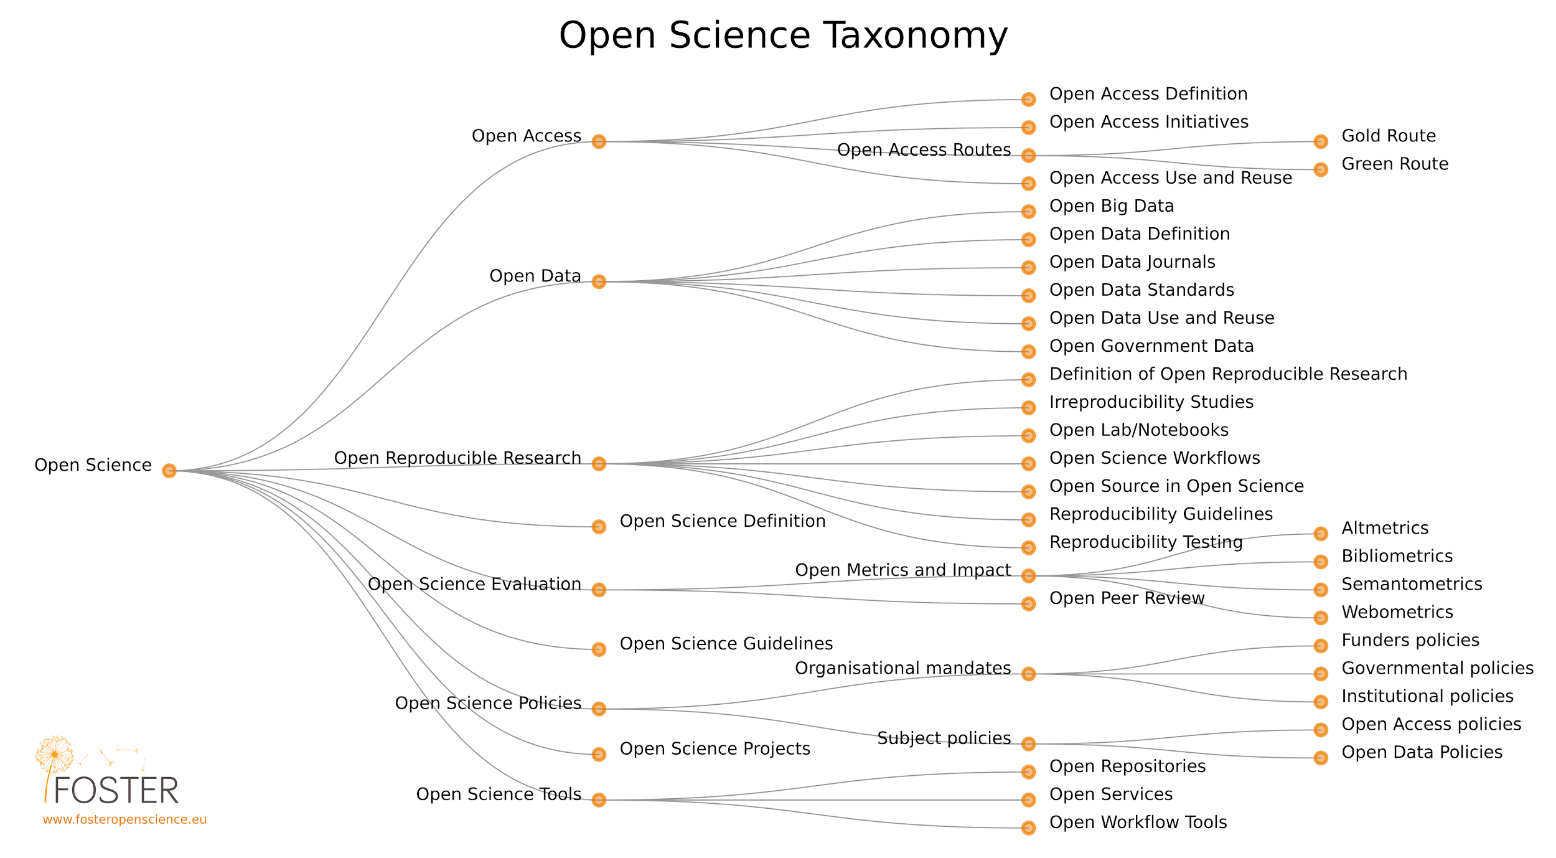 Open Science Taxonomy
Open Science
Open Access
Open Access Definition
Open Access Initiatives
Open Access Routes
Gold Route
Green Route
Open Access Use and Reuse
Open Data
Open Big Data
Open Data Definition
Open Data Journals
Open Data Standards
Open Data Use and Reuse
Open Government Data
Open Reproducible Research
Definition of Open Reproducible Research
Irreproducibility Studies
Open Lab/Notebooks
Open Science Workflows
Open Source in Open Science
Reproducibility Guidelines
Reproducibility Testing
Open Science Definition
Open Science Evaluation
Open Metrics and Impact
Altmetrics
Bibliometrics
Semantometrics
Webometrics
Open Peer Review
Open Science Guidelines
Open Science Policies
Organisational mandates
Funders policies
Governmental policies
Institutional policies
Subject policies
Open Access policies
Open Data Policies
Open Science Projects
Open Science Tools
Open Repositories
Open Services
Open Workflow Tools
FOSTER
www.fosteropenscience.eu